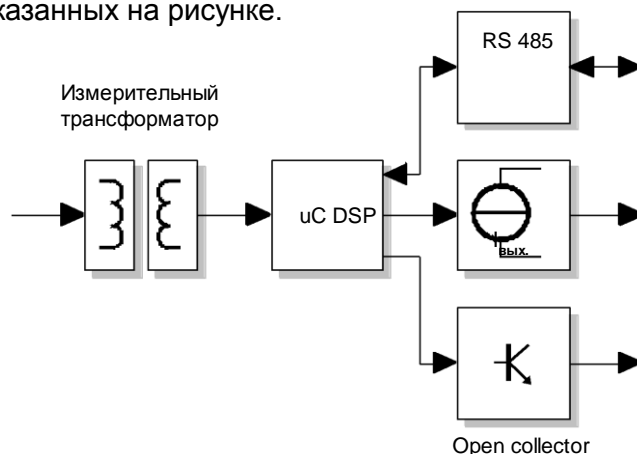 казанных на рисунке.
RS 485
Измерительный
трансформатор
uC DSP
вых.
Open collector